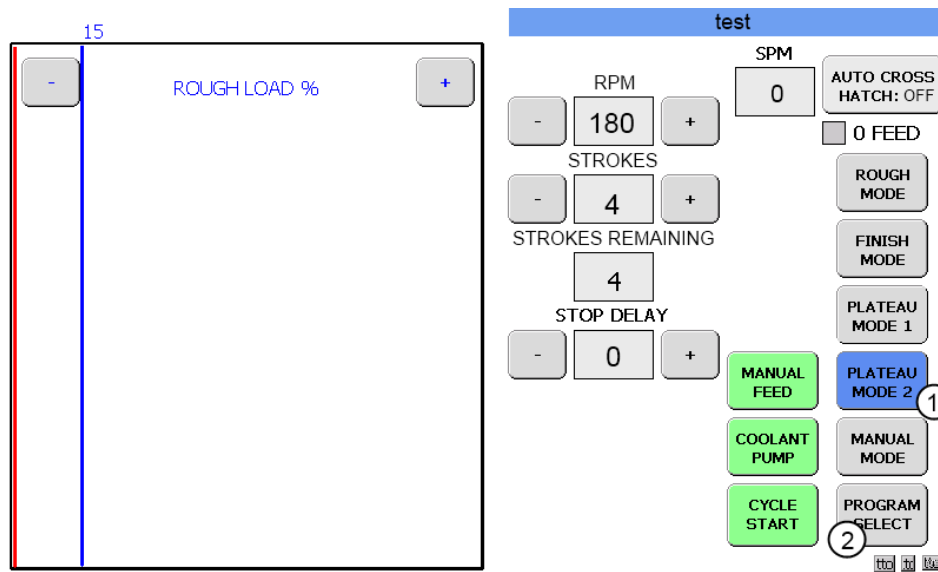 15
-
ROUGH LOAD %
+
test
SPM
0
AUTO CROSS
HATCH: OFF
0 FEED
RPM
-
180
+
STROKES
-
4
+
STROKES REMAINING
4
STOP DELAY
-
0
+
ROUGH
MODE
FINISH
MODE
PLATEAU
MODE 1
MANUAL
FEED
PLATEAU
MODE 2
1
COOLANT
PUMP
MANUAL
MODE
CYCLE
START
PROGRAM
SELECT
2
tto